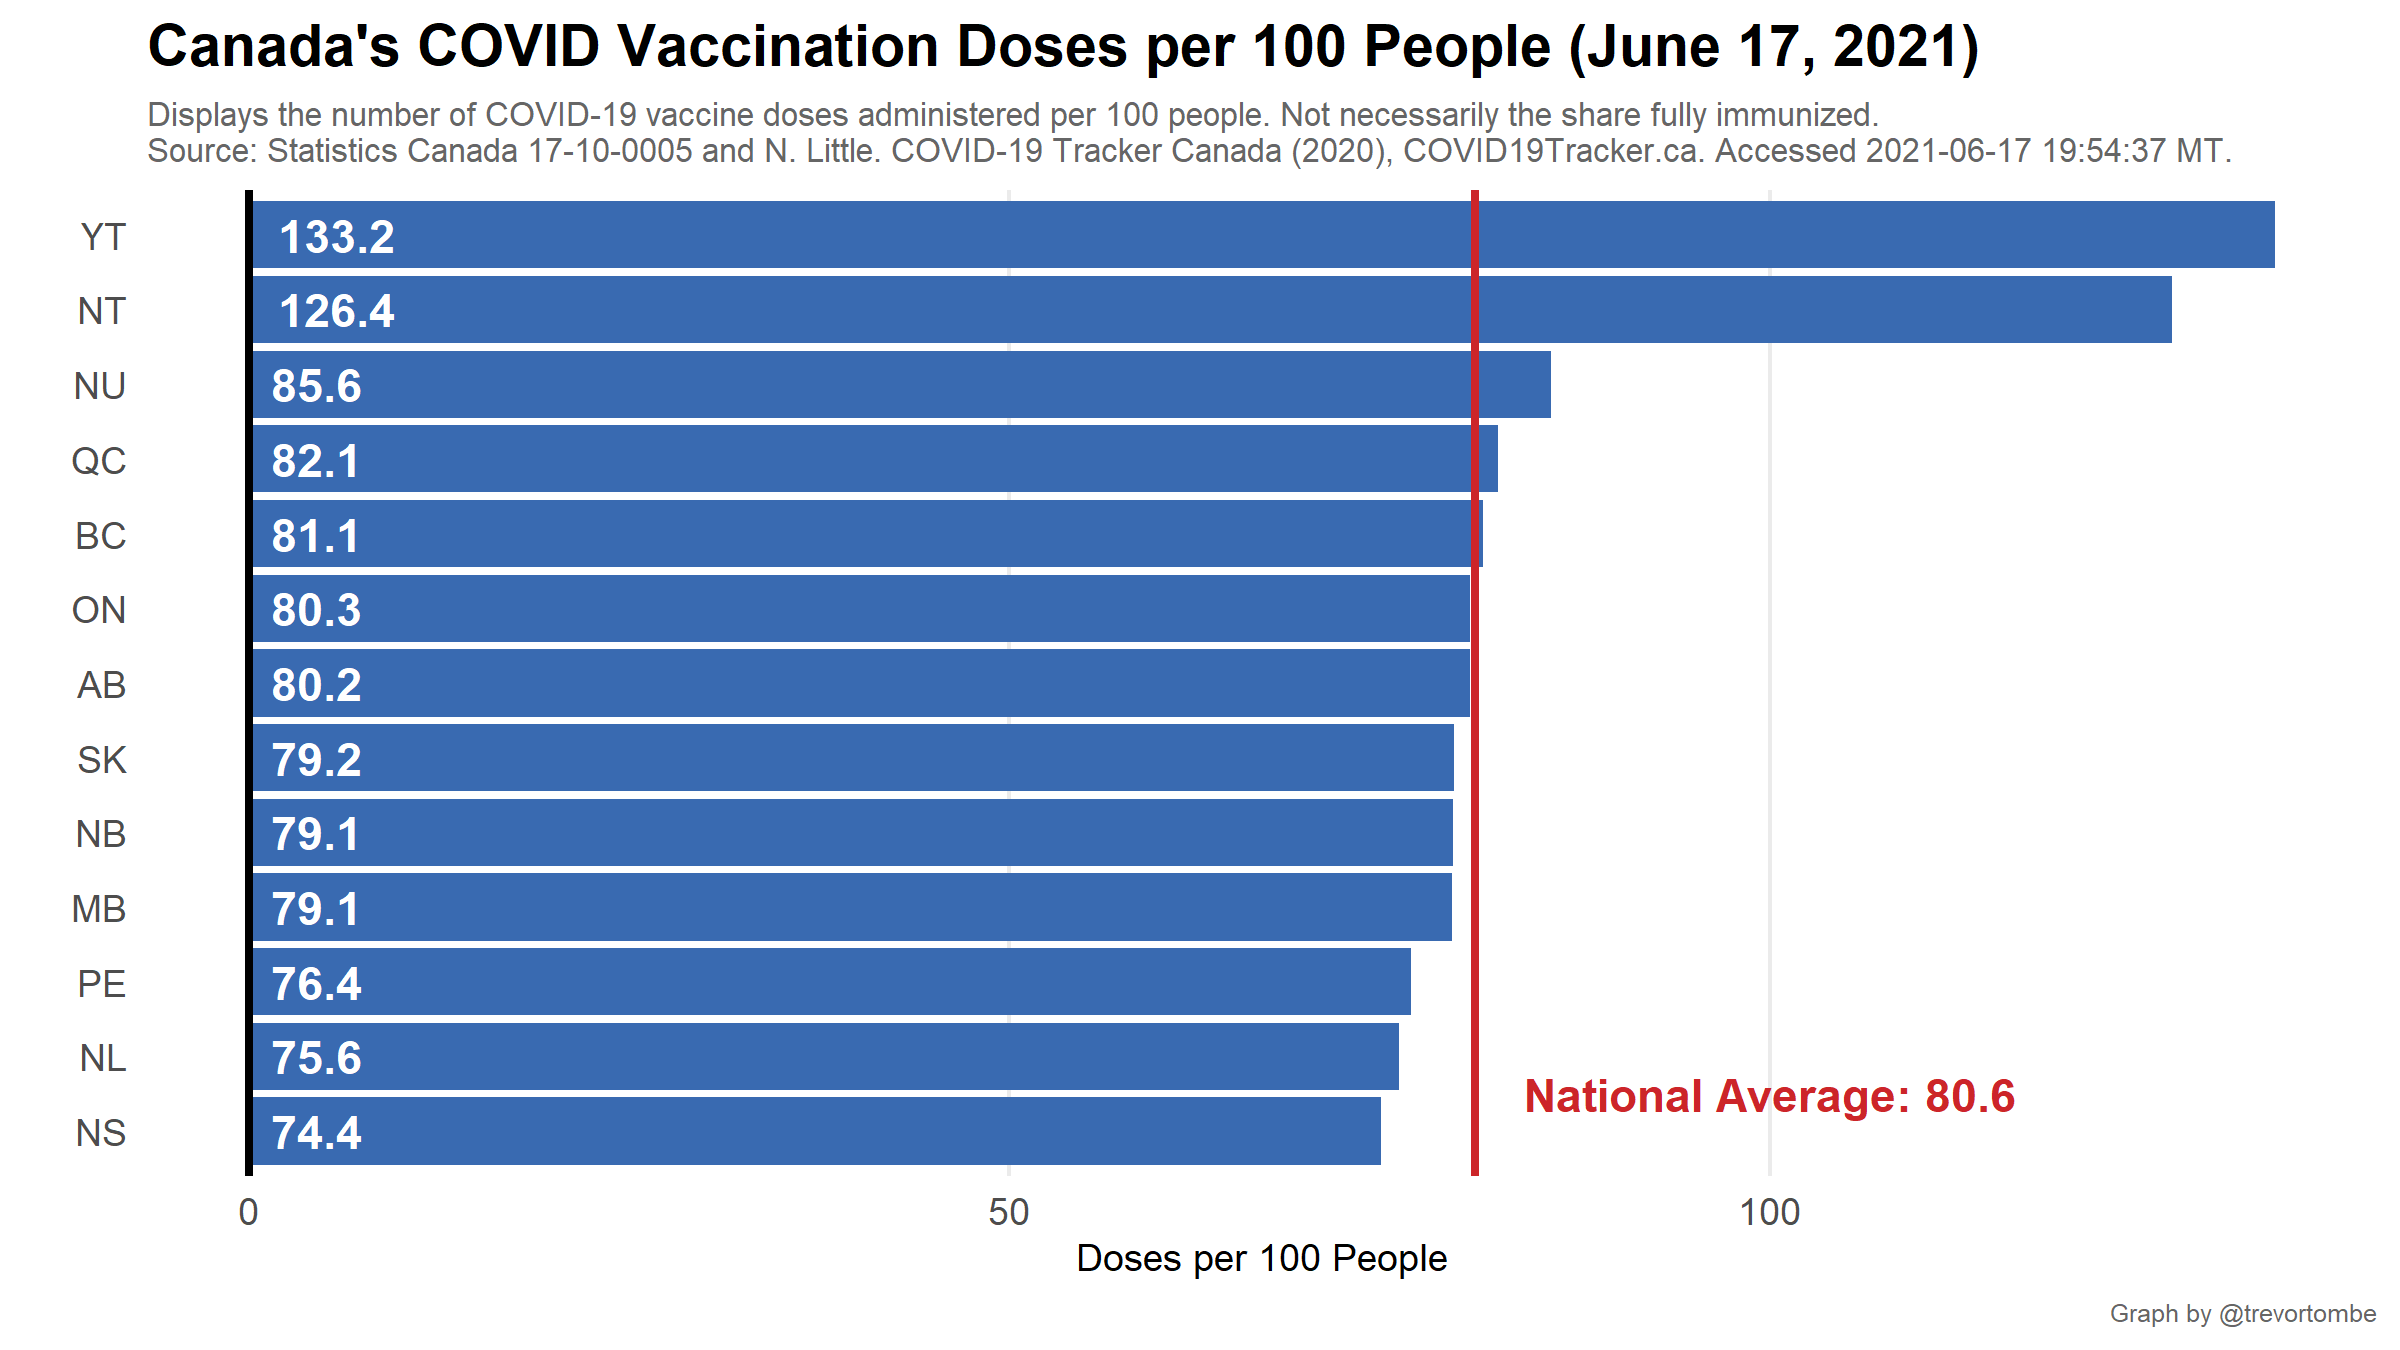 Canada's COVID Vaccination Doses per 100 People (June 17, 2021)
Displays the number of COVID-19 vaccine doses administered per 100 people. Not necessarily the share fully immunized.
Source: Statistics Canada 17-10-0005 and N. Little. COVID-19 Tracker Canada (2020), COVID19Tracker.ca. Accessed 2021-06-17 19:54:37 MT.
YT 133.2
NT 126.4
NU 85.6
QC 82.1
BC 81.1
ON 80.3
AB 80.2
SK 79.2
NB 79.1
MB 79.1
PE 76.4
NL 75.6
National Average: 80.6
NS 74.4
0 50 100
Doses per 100 People
Graph by @trevortombe